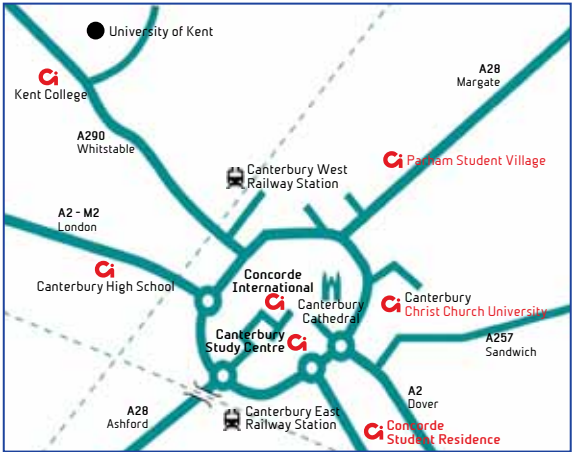 University of Kent
Kent College
A28
Margate
A290
Whitstable
Parham Student Village
Canterbury West
Railway Station
A2 - M2
London
Canterbury High School
Concorde
International
Canterbury
Cathedral
Canterbury
Christ Church University
Canterbury
Study Centre
A257
Sandwich
A2
Dover
A28
Ashford
Canterbury East
Railway Station
Concorde
Student Residence